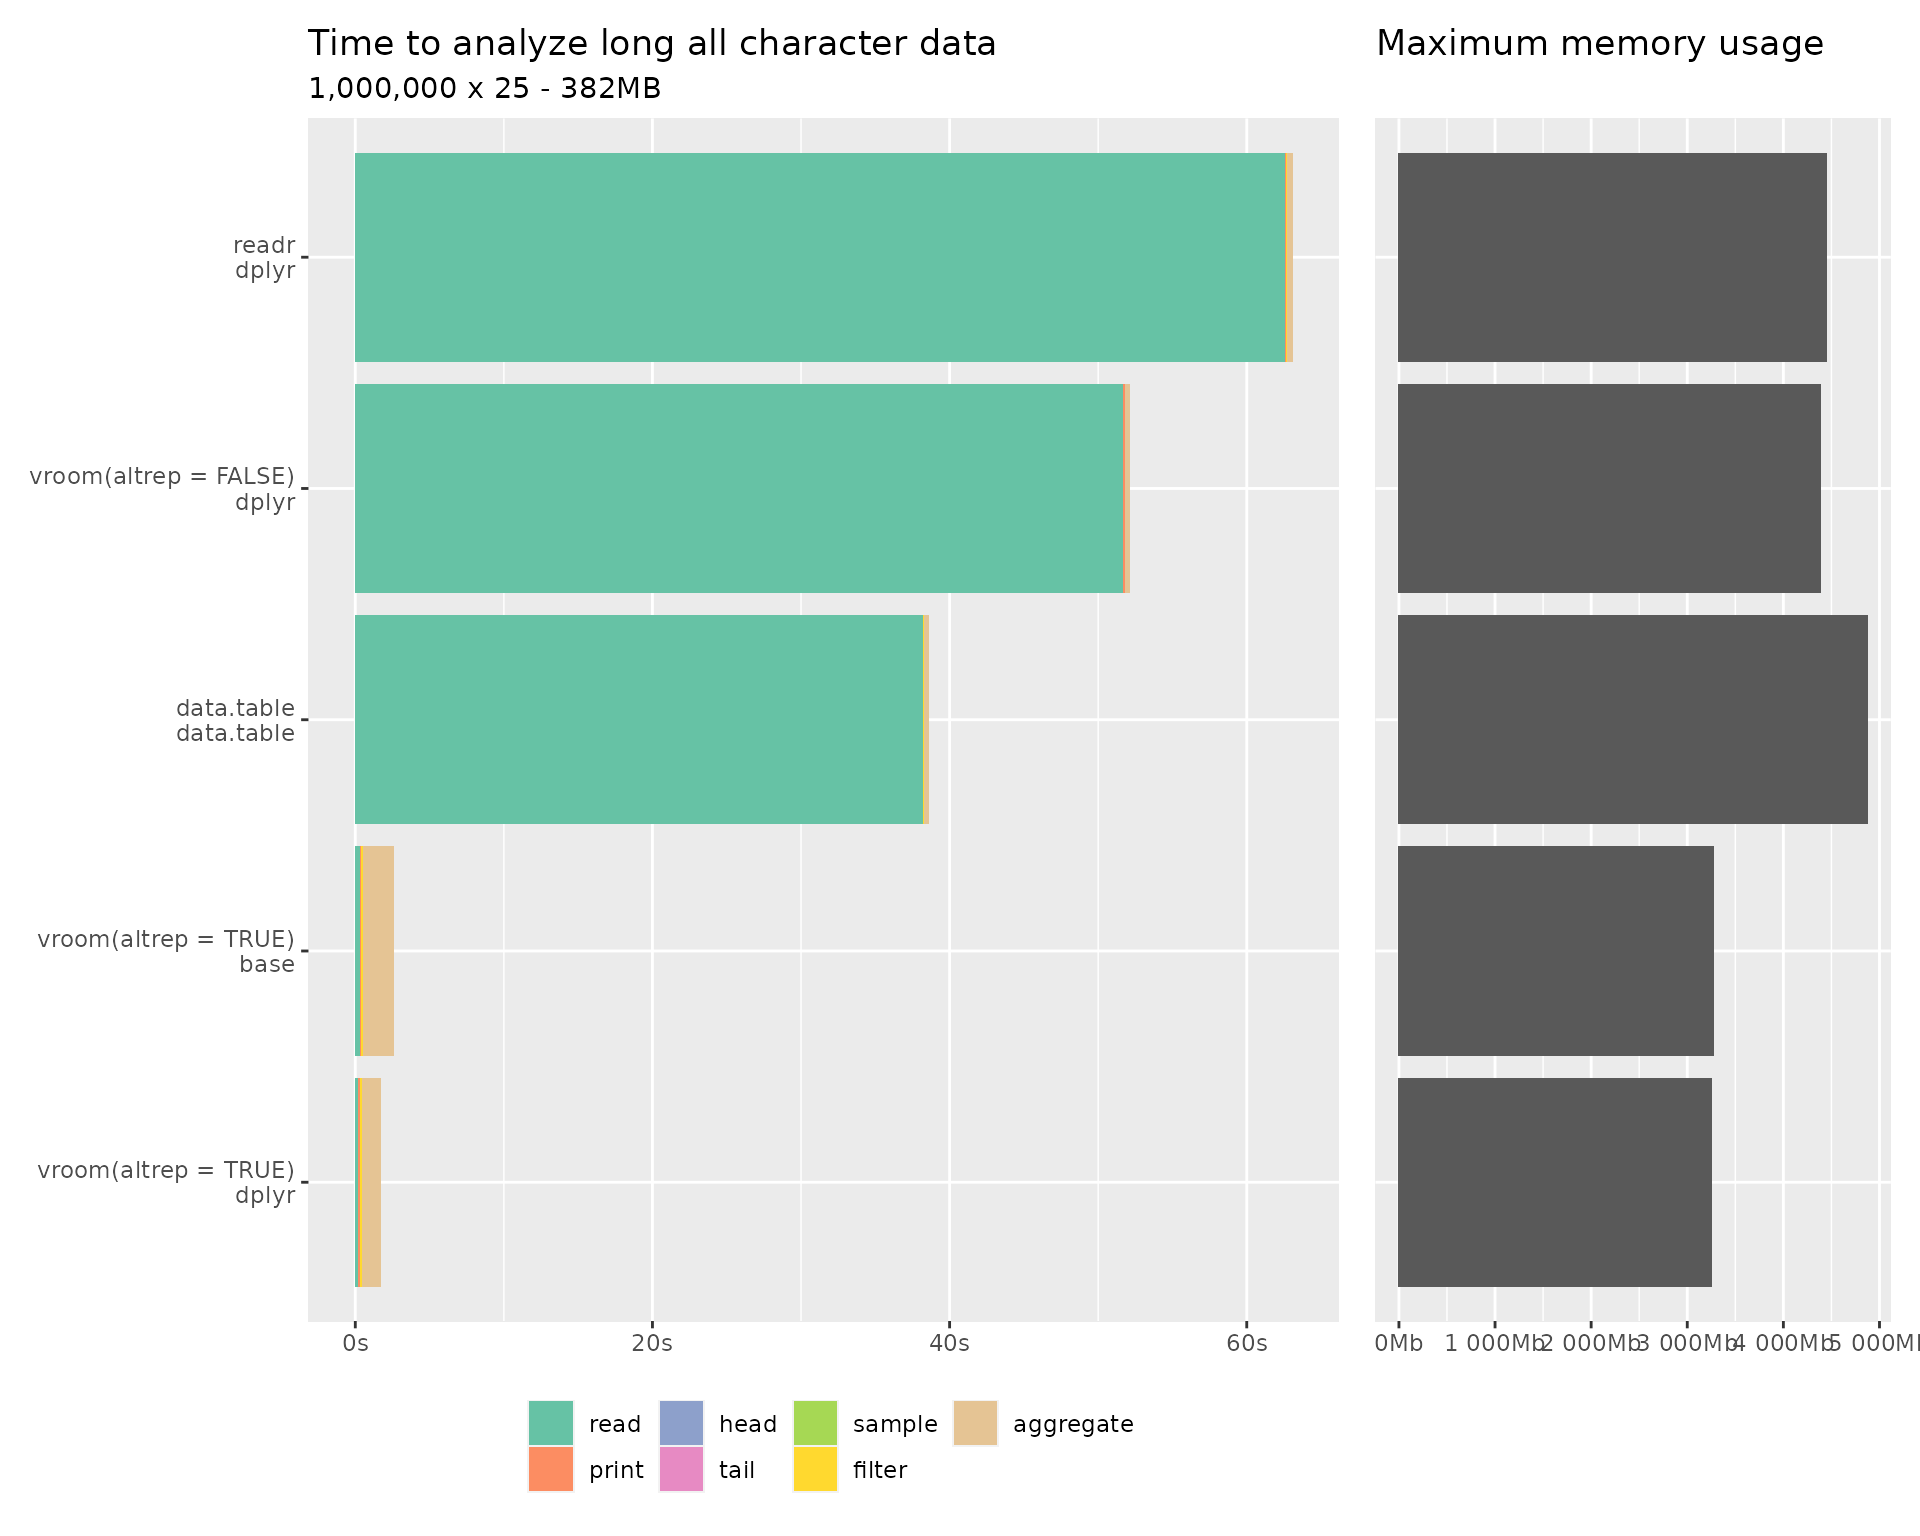 Time to analyze long all character data
1,000,000 x 25 - 382MB
Maximum memory usage
readr
dplyr
vroom(altrep = FALSE)
dplyr
data.table
data.table
vroom(altrep = TRUE)
base
vroom(altrep = TRUE)
dplyr
0s 20s 40s 60s
0Mb 1 000Mb 2 000Mb 3 000Mb 4 000Mb 5 000Mb
read head sample aggregate
print tail filter